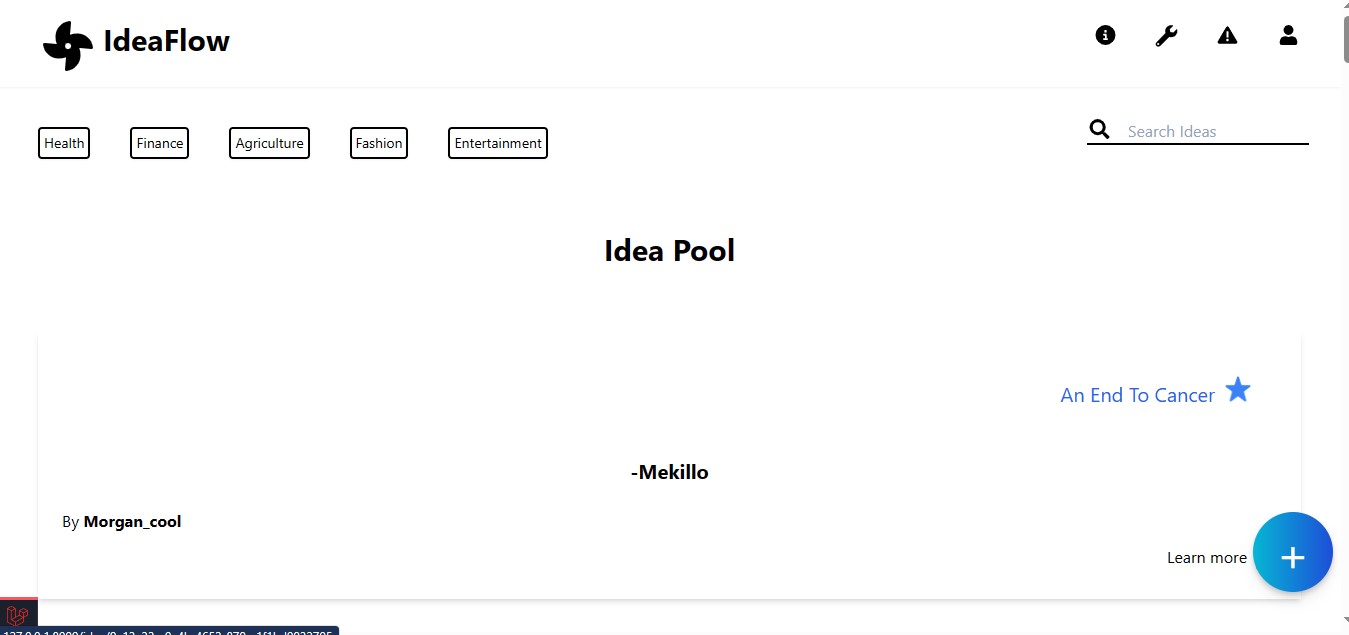 IdeaFlow
Health Finance Agriculture Fashion Entertainment
Search Ideas
Idea Pool
An End To Cancer
-Mekillo
By Morgan_cool
Learn more
+